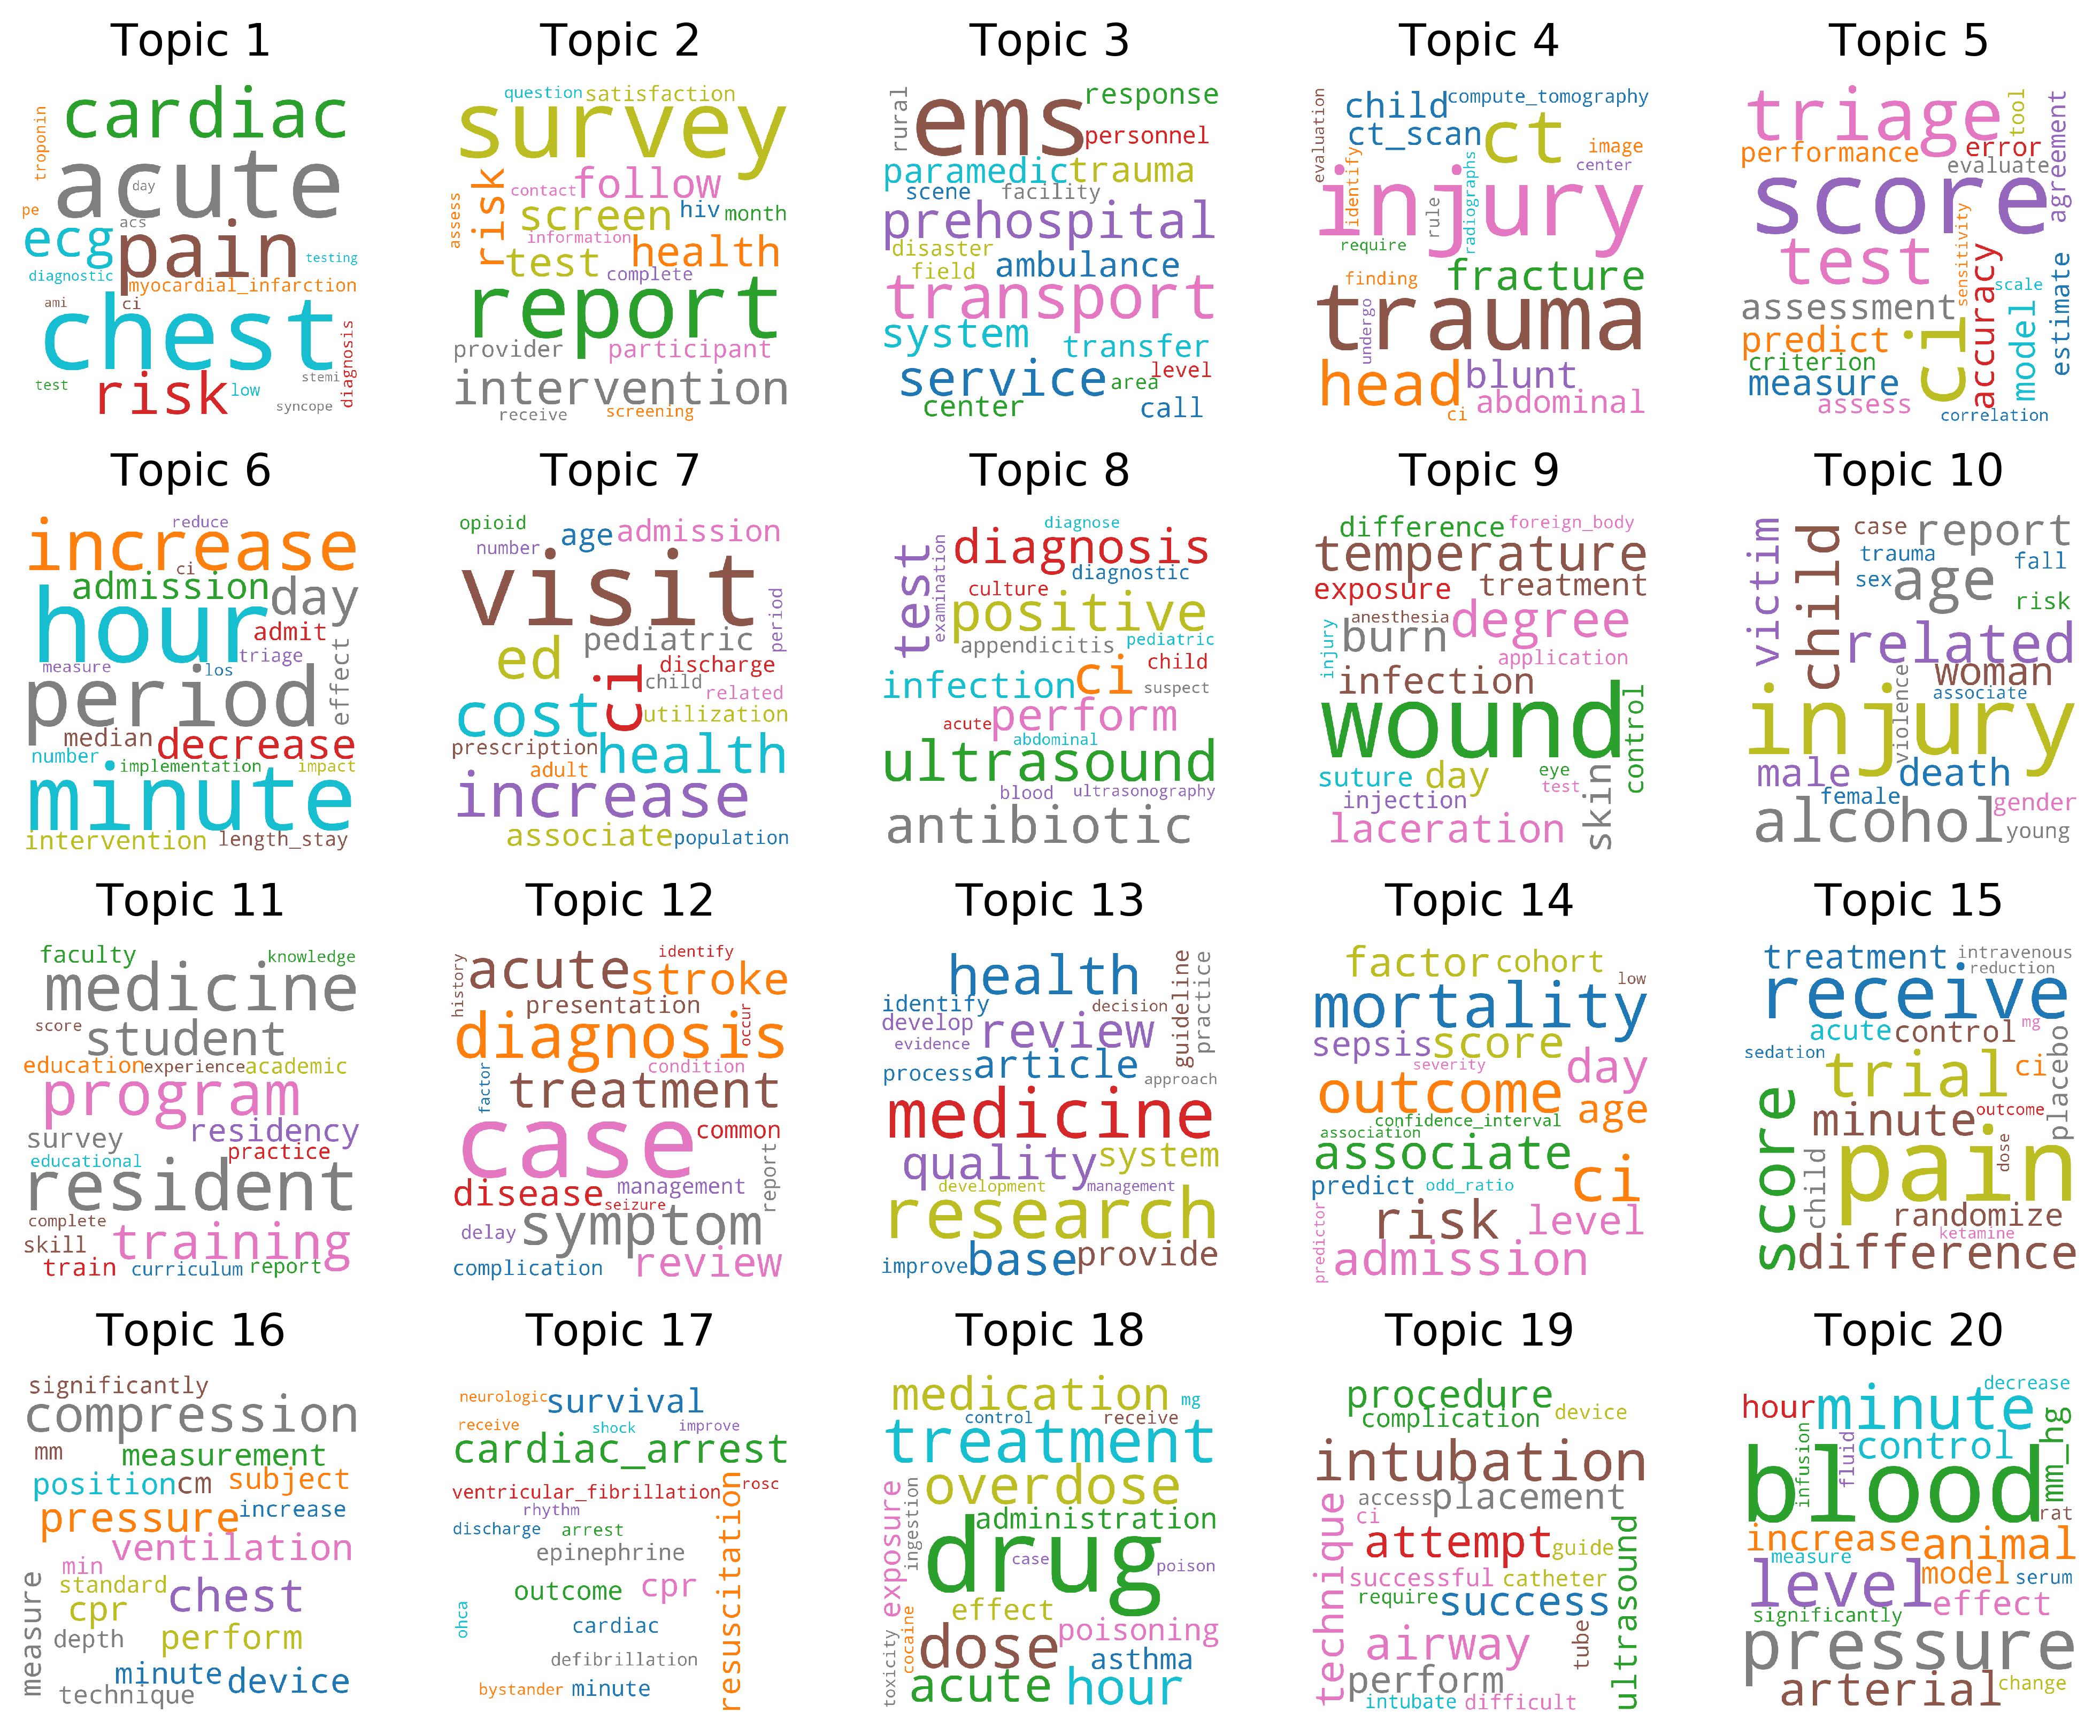 Topic 1
cardiac
troponin
acute
day
pe
acs
ecg
pain
testing
diagnostic
myocardial_infarction
ami
ci
chest
diagnosis
test
risk
low
stemi
syncope
Topic 2
question
satisfaction
survey
risk
contact
follow
assess
screen
hiv
month
information
health
test
complete
report
provider
participant
intervention
receive
screening
Topic 3
rural
ems
response
personnel
paramedic
trauma
scene
facility
prehospital
disaster
field
ambulance
transport
system
transfer
service
area
level
center
call
Topic 4
evaluation
child
compute_tomography
ct_scan
ct
image
center
identify
injury
rule
radiographs
require
finding
fracture
trauma
undergo
head
blunt
ci
abdominal
Topic 5
triage
tool
agreement
performance
error
evaluate
score
test
sensitivity
accuracy
scale
assessment
ci
model
estimate
predict
criterion
measure
assess
correlation
Topic 6
reduce
increase
ci
admission
day
hour
admit
triage
measure
los
effect
period
median
decrease
number
implementation
impact
minute
intervention
length_stay
Topic 7
opioid
number
age
admission
visit
period
pediatric
ed
ci
discharge
child
related
cost
utilization
prescription
health
adult
increase
associate
population
Topic 8
diagnose
test
examination
diagnosis
diagnostic
culture
positive
appendicitis
pediatric
ci
child
infection
suspect
acute
perform
abdominal
ultrasound
blood
ultrasonography
antibiotic
Topic 9
difference
foreign_body
temperature
exposure
treatment
anesthesia
injury
burn
degree
application
infection
wound
control
suture
day
eye
test
skin
injection
laceration
Topic 10
victim
child
case
report
trauma
fall
sex
age
risk
related
woman
violence
associate
injury
male
death
female
gender
alcohol
young
Topic 11
faculty
knowledge
medicine
score
student
education
experience
academic
program
survey
residency
practice
educational
resident
complete
skill
training
train
curriculum
report
Topic 12
history
acute
identify
stroke
presentation
occur
diagnosis
condition
factor
treatment
case
common
disease
management
report
seizure
delay
symptom
complication
review
Topic 13
health
guideline
practice
identify
decision
develop
review
evidence
article
process
approach
medicine
quality
system
development
management
research
improve
base
provide
Topic 14
factor
cohort
low
mortality
sepsis
score
severity
day
outcome
age
confidence_interval
association
associate
ci
predict
odd_ratio
predictor
risk
level
admission
Topic 15
treatment
intravenous
reduction
receive
acute
control
mg
sedation
trial
ci
placebo
score
minute
outcome
child
pain
dose
randomize
ketamine
difference
Topic 16
significantly
compression
mm
measurement
position
cm
subject
pressure
increase
ventilation
min
standard
measure
chest
cpr
depth
perform
minute
device
technique
Topic 17
neurologic
survival
receive
shock
improve
cardiac_arrest
ventricular_fibrillation
rosc
rhythm
resuscitation
discharge
arrest
epinephrine
outcome
cpr
ohca
cardiac
defibrillation
bystander
minute
Topic 18
medication
mg
control
receive
treatment
exposure
ingestion
overdose
administration
drug
case
poison
effect
toxicity
cocaine
dose
poisoning
asthma
acute
hour
Topic 19
procedure
complication
device
intubation
technique
access
placement
ci
attempt
guide
ultrasound
successful
catheter
require
success
airway
tube
perform
intubate
difficult
Topic 20
decrease
hour
minute
mm_hg
infusion
fluid
control
blood
rat
increase
animal
measure
level
model
serum
effect
significantly
pressure
arterial
change